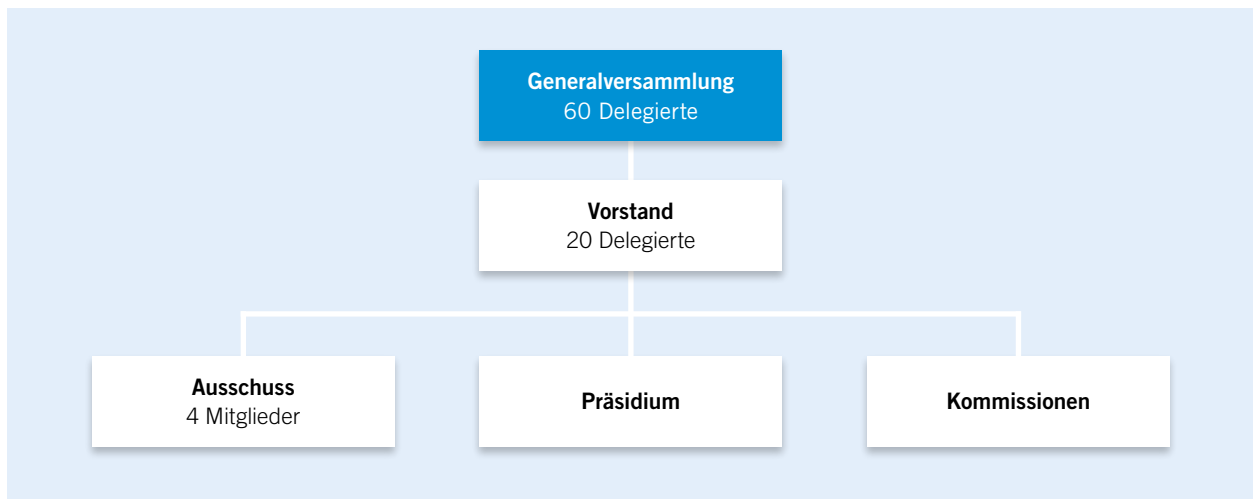 Generalversammlung
60 Delegierte
Vorstand
20 Delegierte
Ausschuss
4 Mitglieder
Präsidium
Kommissionen